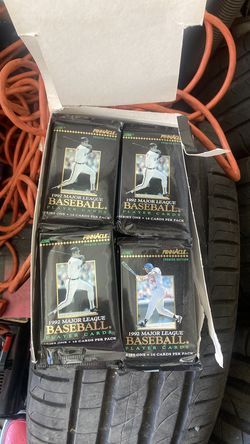 PINNACLE
1992 MAJOR LEAGUE
BASEBALL
PLAYER CARDS
SERIES ONE • 16 CARDS PER PACK
PINNACLE
1992 MAJOR LEAGUE
BASEBALL
PLAYER CARDS
SERIES ONE • 16 CARDS PER PACK
PINNACLE
1992 MAJOR LEAGUE
BASEBALL
PLAYER CARDS
SERIES ONE • 16 CARDS PER PACK
PINNACLE
PREMIER EDITION
1992 MAJOR LEAGUE
BASEBALL
PLAYER CARDS
SERIES ONE • 16 CARDS PER PACK